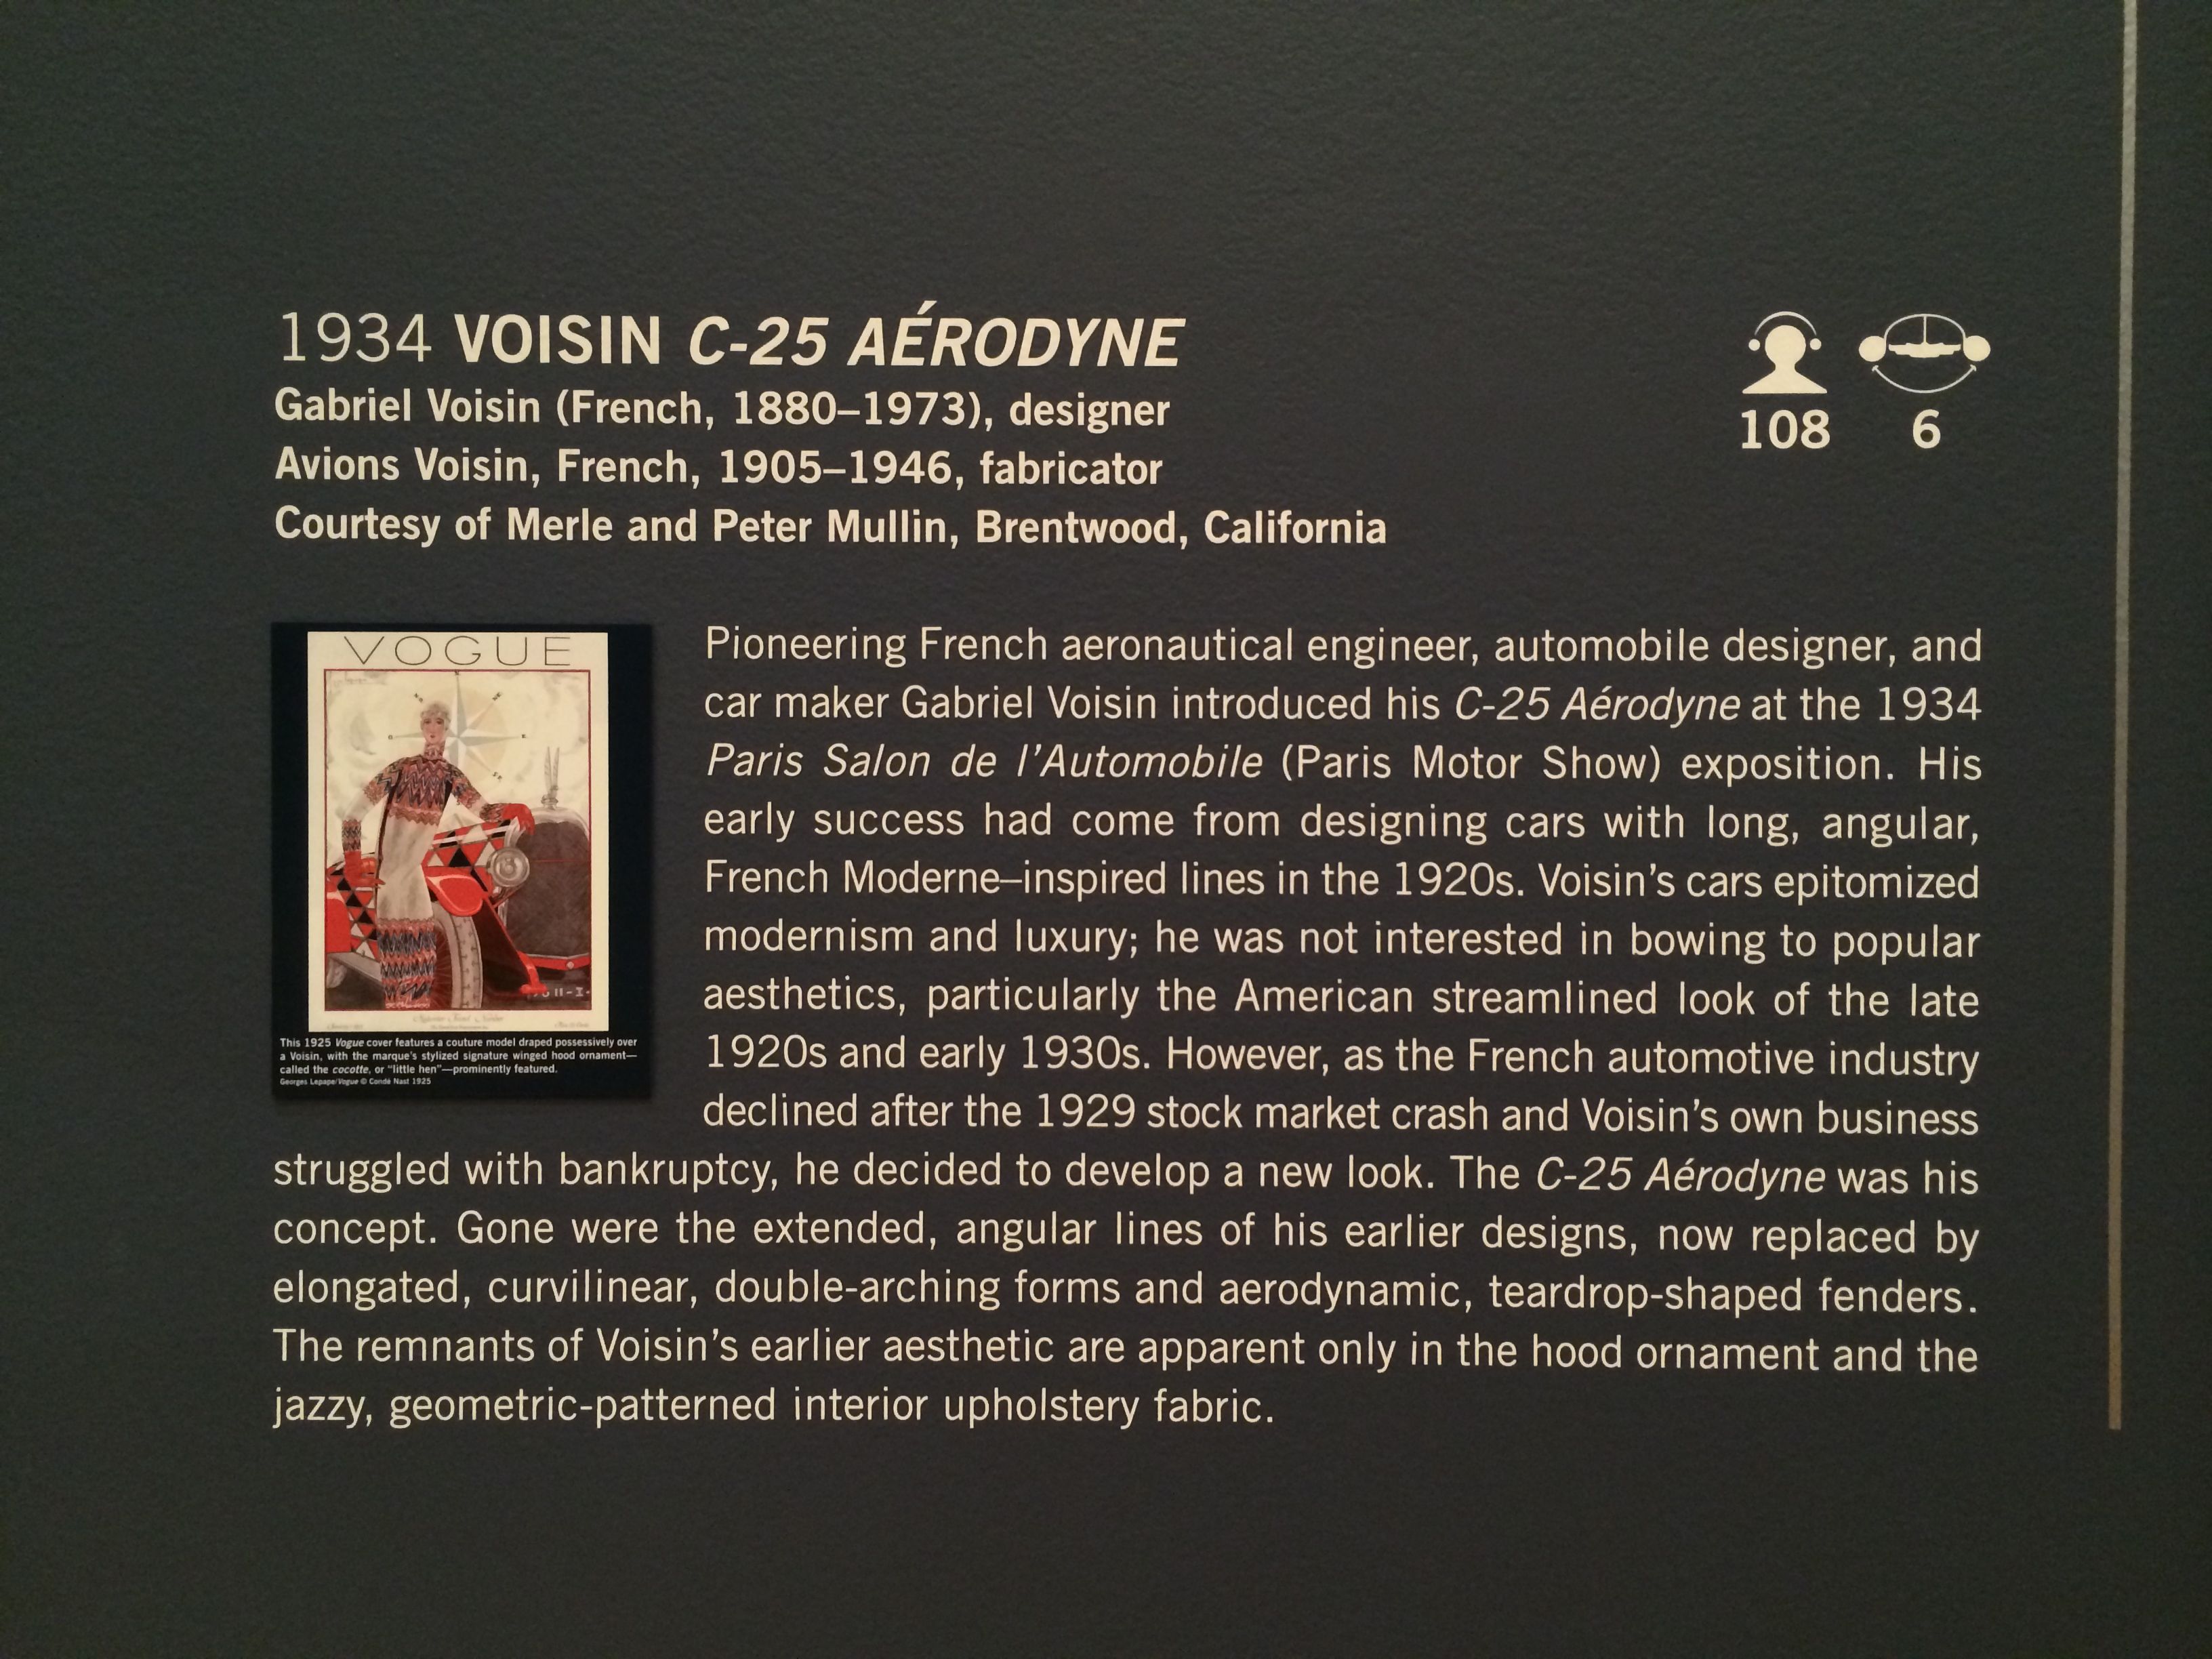 1934 VOISIN C-25 AÉRODYNE
Gabriel Voisin (French, 1880–1973), designer
Avions Voisin, French, 1905–1946, fabricator
Courtesy of Merle and Peter Mullin, Brentwood, California
108
6
VOGUE
This 1925 Vogue cover features a couture model draped possessively over
a Voisin, with the marque's stylized signature winged hood ornament—
called the cocotte, or "little hen"—prominently featured.
Georges Lepape/Vogue © Condé Nast 1925
Pioneering French aeronautical engineer, automobile designer, and
car maker Gabriel Voisin introduced his C-25 Aérodyne at the 1934
Paris Salon de l'Automobile (Paris Motor Show) exposition. His
early success had come from designing cars with long, angular,
French Moderne–inspired lines in the 1920s. Voisin's cars epitomized
modernism and luxury; he was not interested in bowing to popular
aesthetics, particularly the American streamlined look of the late
1920s and early 1930s. However, as the French automotive industry
declined after the 1929 stock market crash and Voisin's own business
struggled with bankruptcy, he decided to develop a new look. The C-25 Aérodyne was his
concept. Gone were the extended, angular lines of his earlier designs, now replaced by
elongated, curvilinear, double-arching forms and aerodynamic, teardrop-shaped fenders.
The remnants of Voisin's earlier aesthetic are apparent only in the hood ornament and the
jazzy, geometric-patterned interior upholstery fabric.